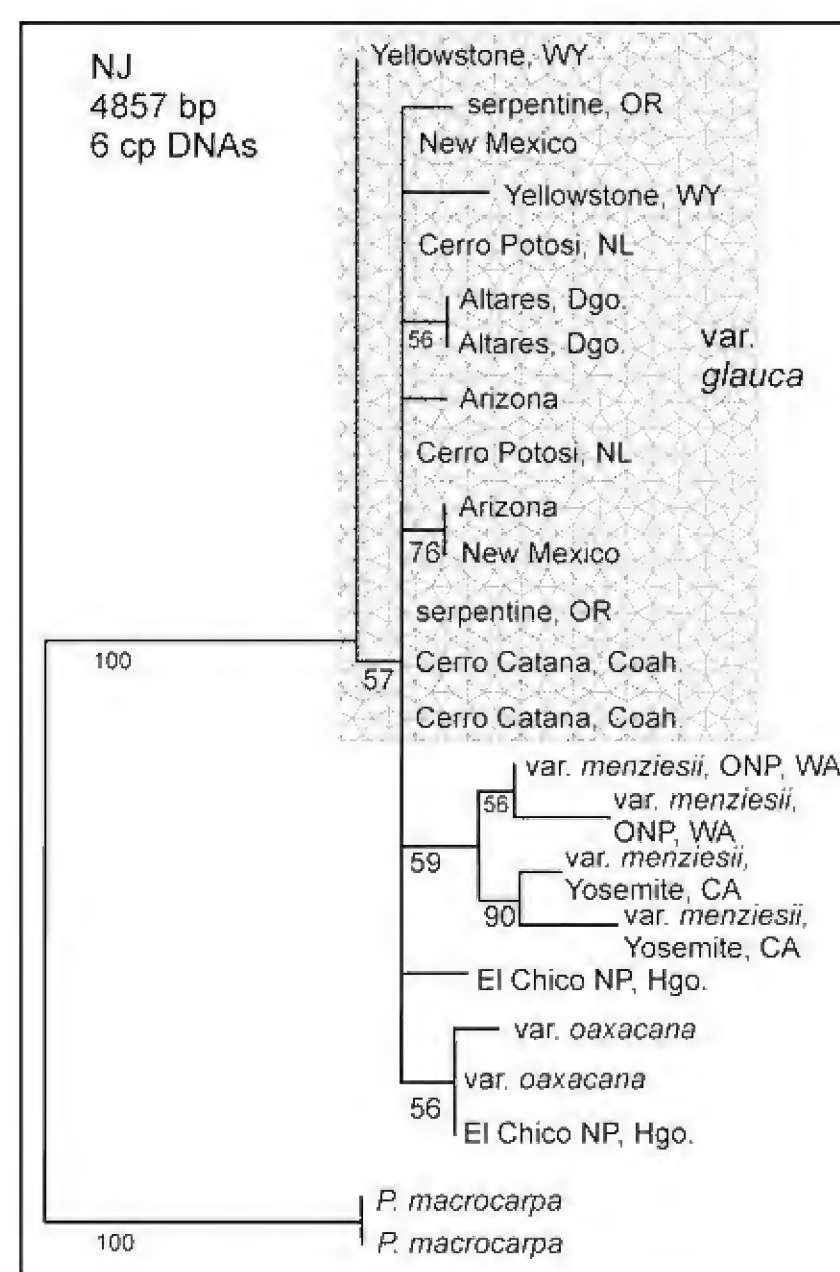 NJ
4857 bp
6 cp DNAs
Yellowstone, WY
serpentine, OR
New Mexico
Yellowstone, WY
Cerro Potosi, NL
Altares, Dgo.
56
Altares, Dgo.
var.
glauca
Arizona
Cerro Potosi, NL
Arizona
76
New Mexico
serpentine, OR
100
57
Cerro Catana, Coah.
Cerro Catana, Coah.
var. menziesii, ONP, WA
56
var. menziesii,
ONP, WA
59
var. menziesii,
Yosemite, CA
90
var. menziesii,
Yosemite, CA
El Chico NP, Hgo.
var. oaxacana
var. oaxacana
56
El Chico NP, Hgo.
P. macrocarpa
100
P. macrocarpa